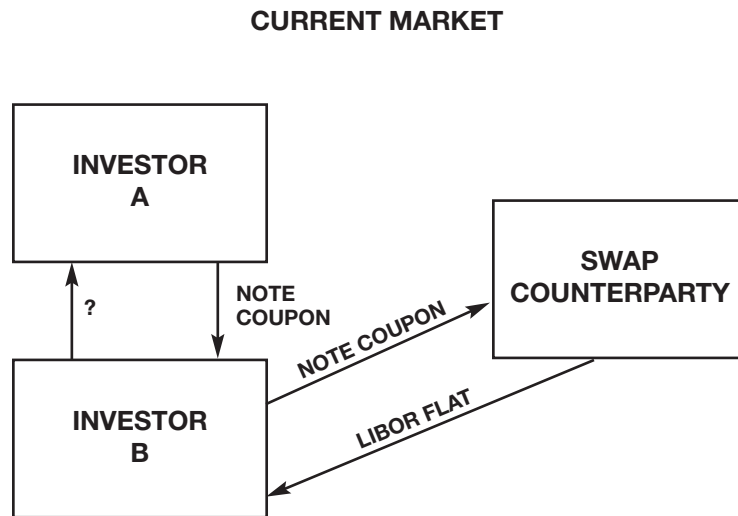 CURRENT MARKET
INVESTOR
A
SWAP
COUNTERPARTY
?
NOTE
COUPON
NOTE COUPON
LIBOR FLAT
INVESTOR
B